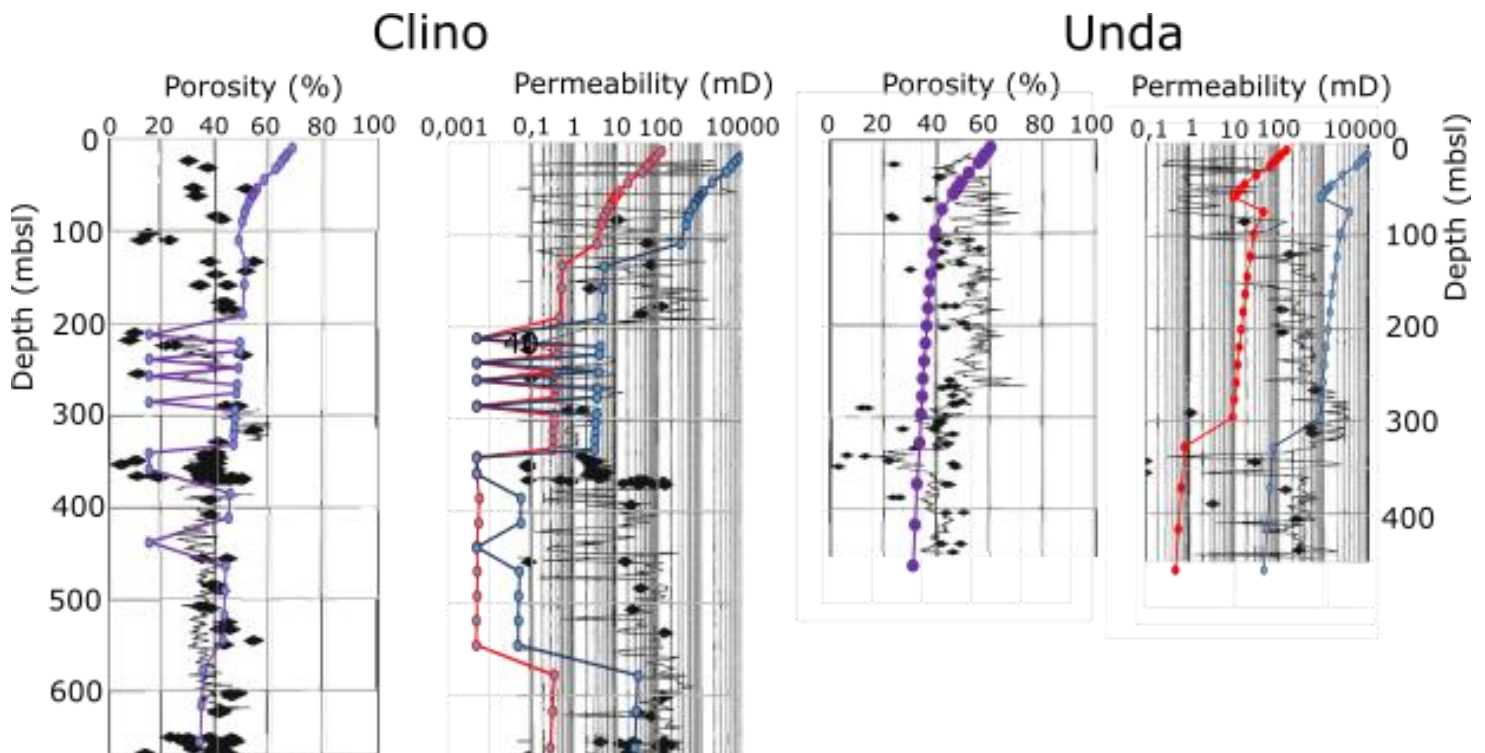 Clino
Unda
Porosity (%)
Permeability (mD)
Porosity (%)
Permeability (mD)
0 20 40 60 80 100
0,001 0,1 1 10 100 10000
0 20 40 60 80 100
0,1 1 10 100 10000
Depth (mbsl)
0
100
200
300
400
500
600
0
100
200
300
400
Depth (mbsl)